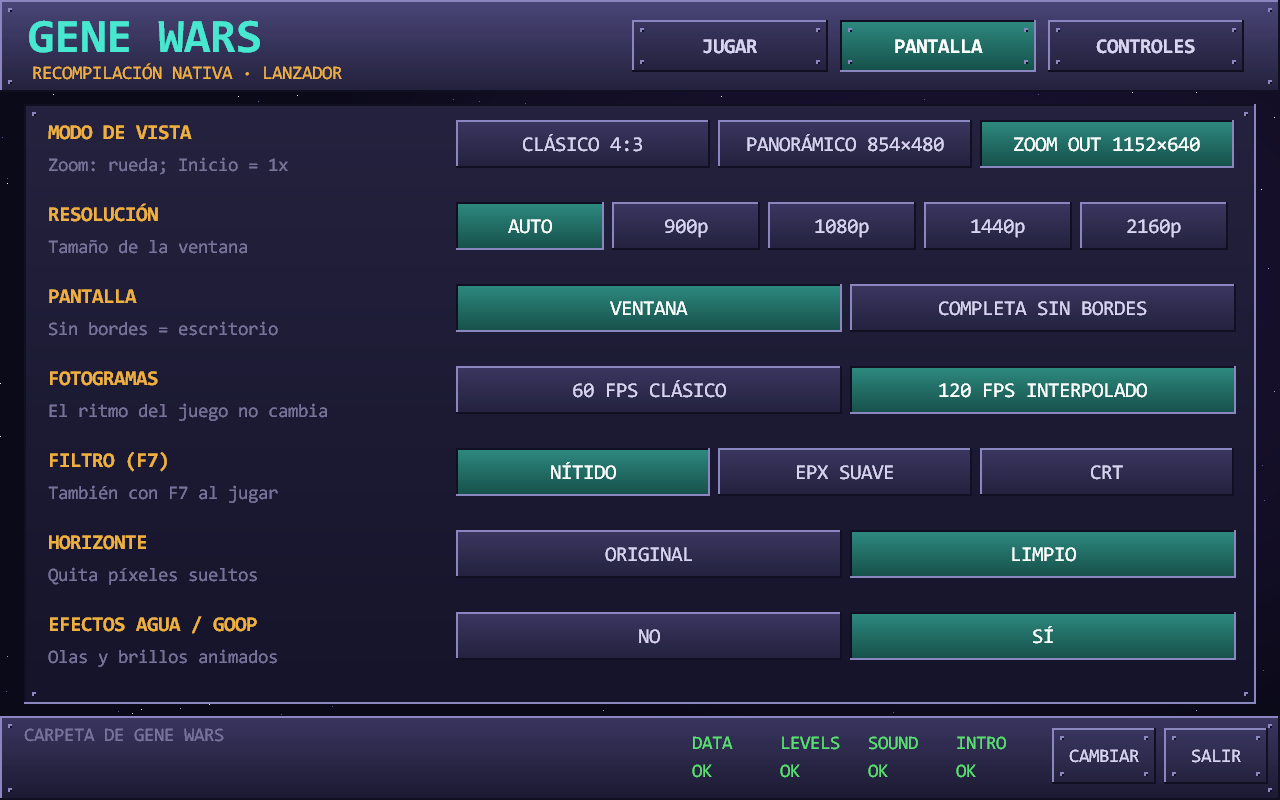 GENE WARS
RECOMPILACIÓN NATIVA · LANZADOR
JUGAR
PANTALLA
CONTROLES
MODO DE VISTA
Zoom: rueda; Inicio = 1x
CLÁSICO 4:3
PANORÁMICO 854×480
ZOOM OUT 1152×640
RESOLUCIÓN
Tamaño de la ventana
AUTO
900p
1080p
1440p
2160p
PANTALLA
Sin bordes = escritorio
VENTANA
COMPLETA SIN BORDES
FOTOGRAMAS
El ritmo del juego no cambia
60 FPS CLÁSICO
120 FPS INTERPOLADO
FILTRO (F7)
También con F7 al jugar
NÍTIDO
EPX SUAVE
CRT
HORIZONTE
Quita píxeles sueltos
ORIGINAL
LIMPIO
EFECTOS AGUA / GOOP
Olas y brillos animados
NO
SÍ
CARPETA DE GENE WARS
DATA
OK
LEVELS
OK
SOUND
OK
INTRO
OK
CAMBIAR
SALIR